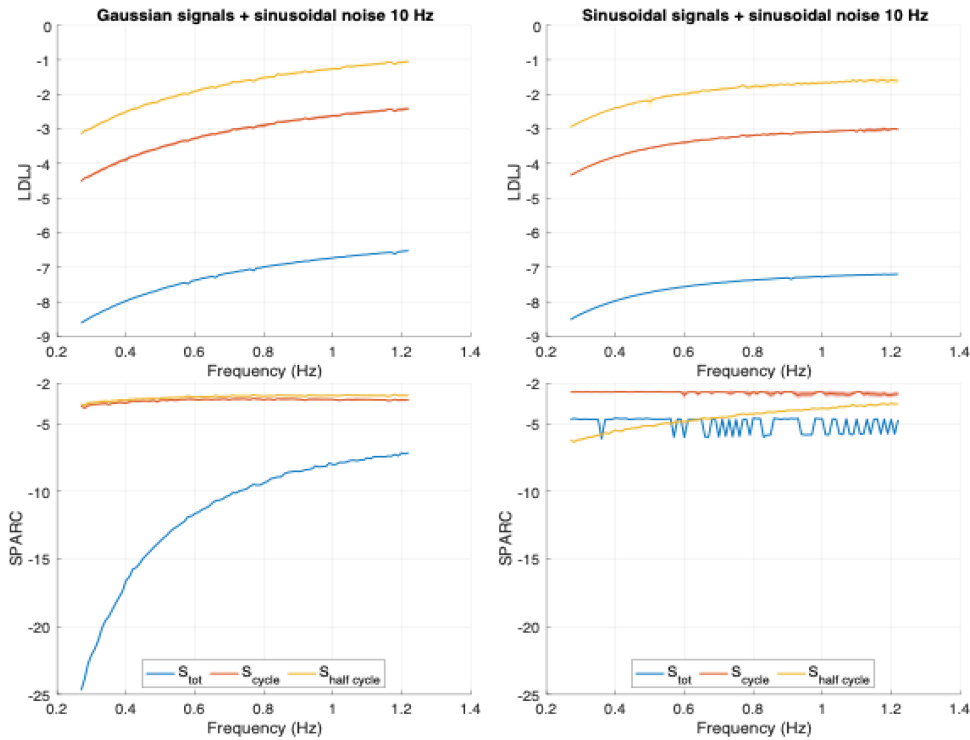 Gaussian signals + sinusoidal noise 10 Hz
0
-1
-2
-3
-4
-5
-6
-7
-8
-9
LDLJ
0.2 0.4 0.6 0.8 1 1.2 1.4
Frequency (Hz)
Sinusoidal signals + sinusoidal noise 10 Hz
0
-1
-2
-3
-4
-5
-6
-7
-8
-9
LDLJ
0.2 0.4 0.6 0.8 1 1.2 1.4
Frequency (Hz)
-2
-5
-10
-15
-20
-25
SPARC
S_tot S_cycle S_half cycle
0.2 0.4 0.6 0.8 1 1.2 1.4
Frequency (Hz)
-2
-5
-10
-15
-20
-25
SPARC
S_tot S_cycle S_half cycle
0.2 0.4 0.6 0.8 1 1.2 1.4
Frequency (Hz)